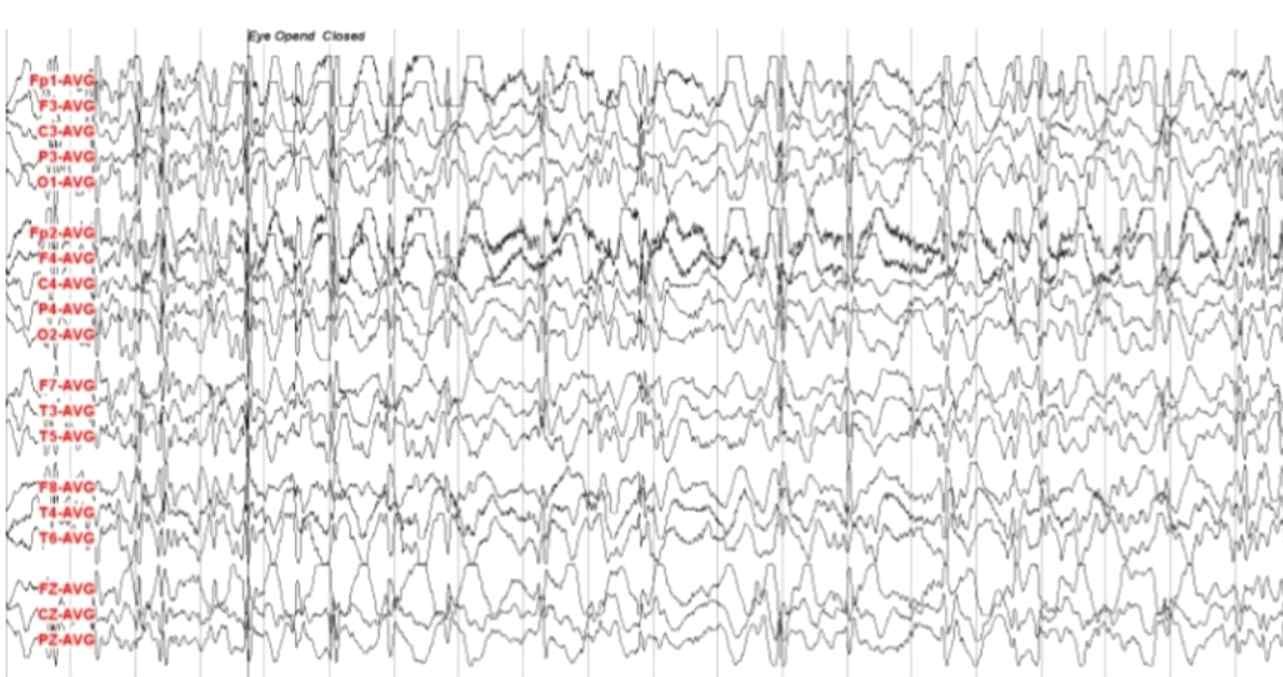 Eye Opend Closed
Fp1-AVG
F3-AVG
C3-AVG
P3-AVG
O1-AVG
Fp2-AVG
F4-AVG
C4-AVG
P4-AVG
O2-AVG
F7-AVG
T3-AVG
T5-AVG
F8-AVG
T4-AVG
T6-AVG
FZ-AVG
CZ-AVG
PZ-AVG